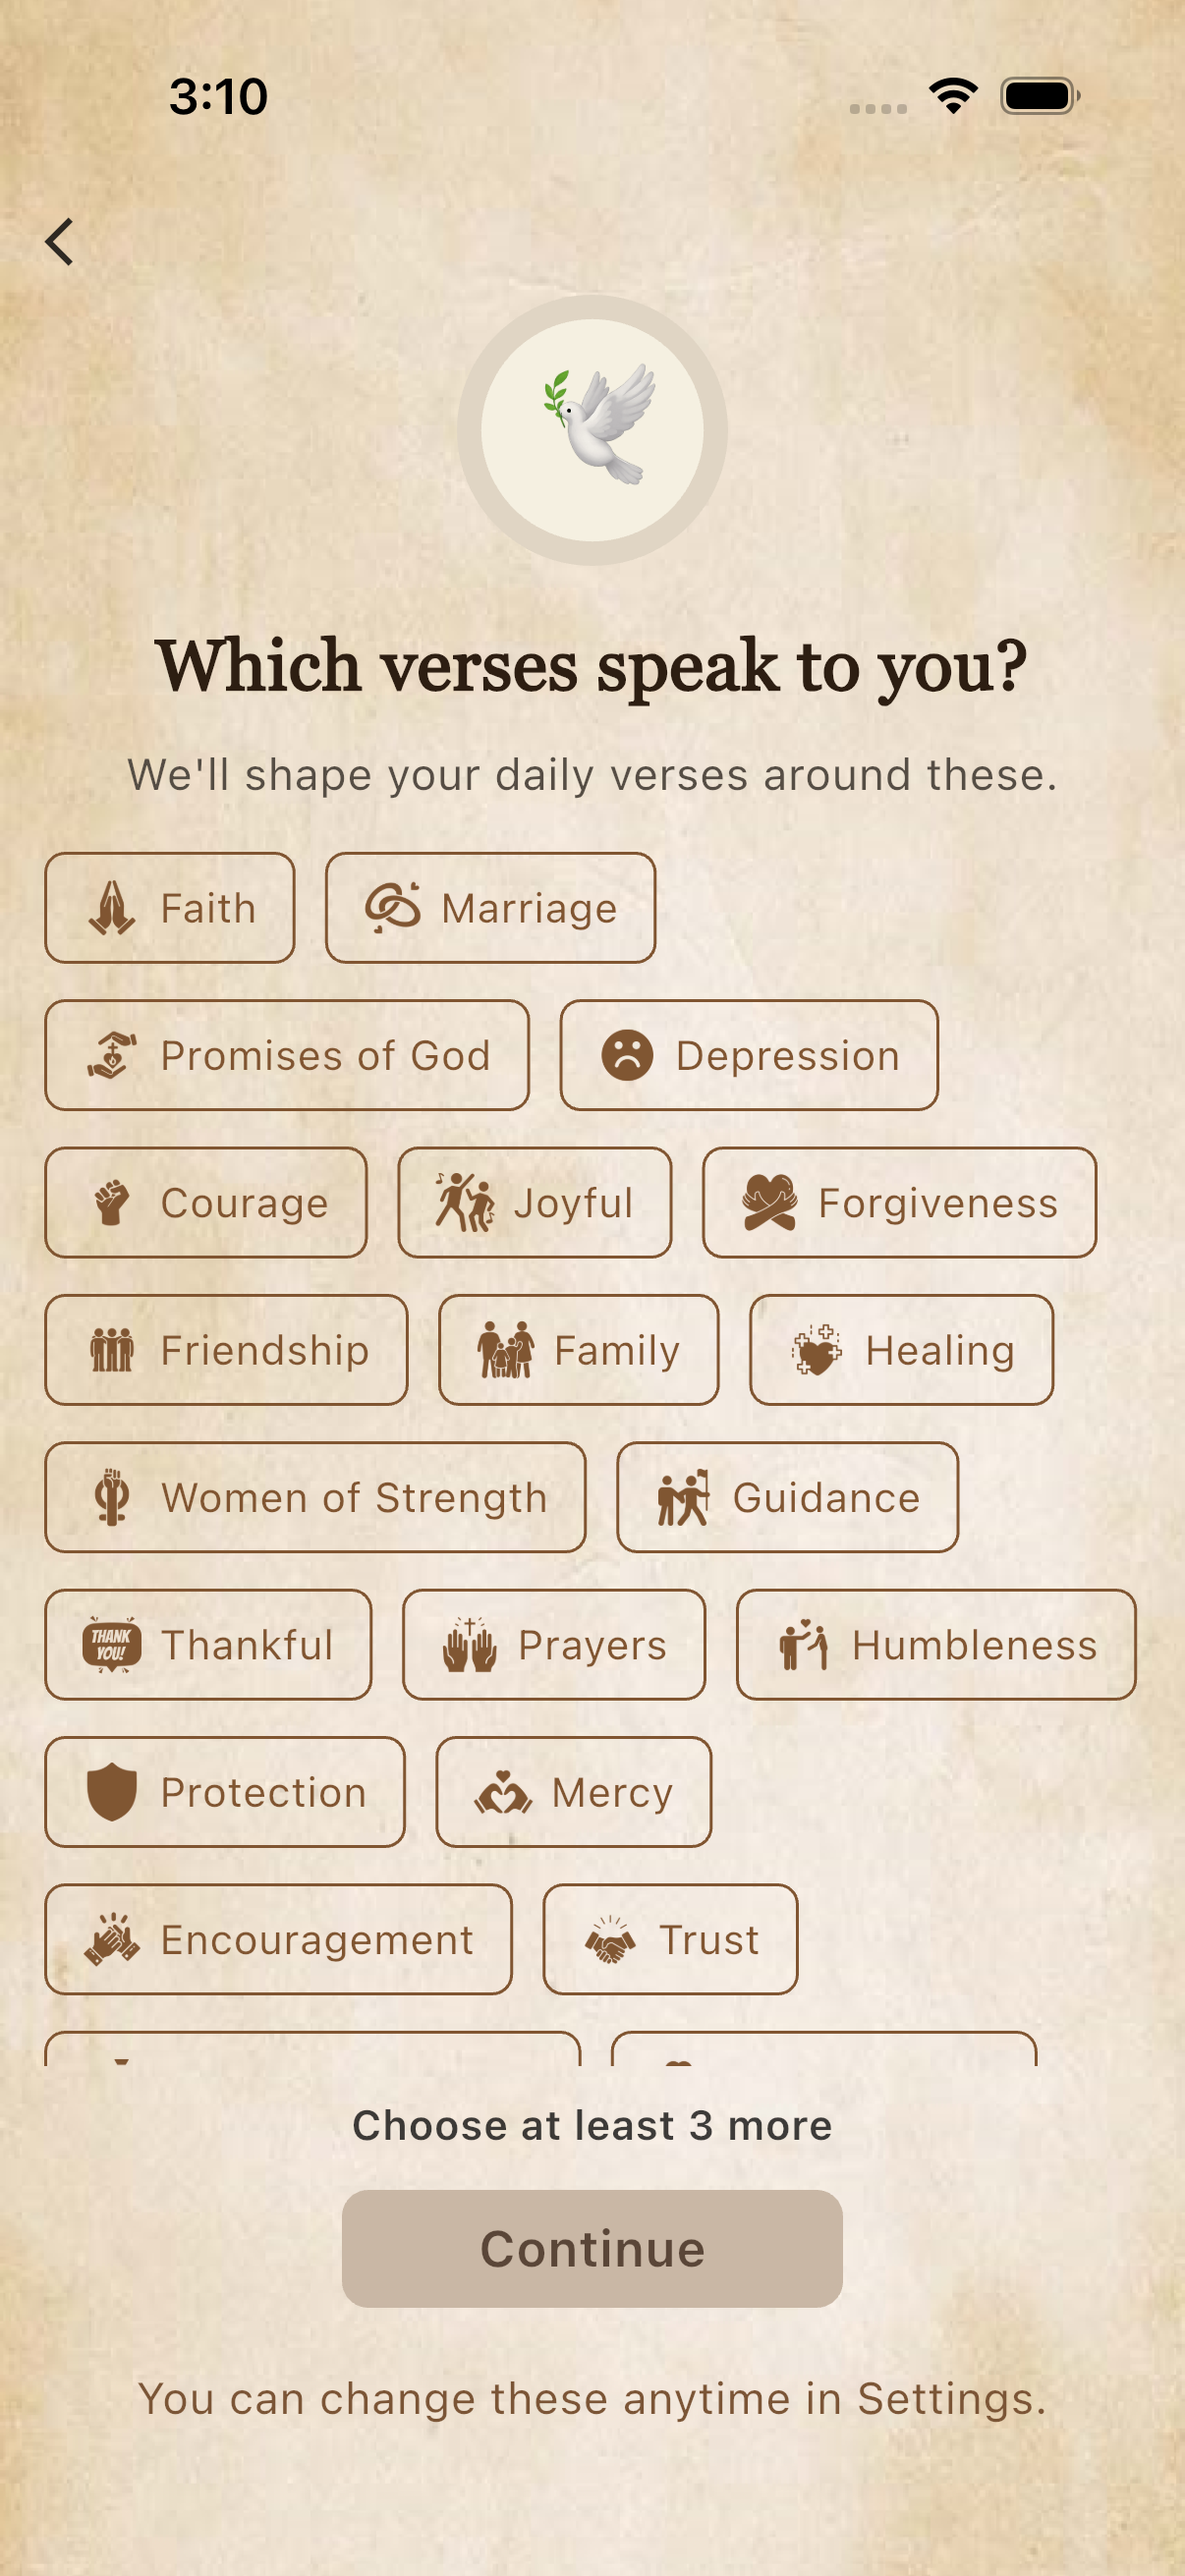 3:10
Which verses speak to you?
We'll shape your daily verses around these.
Faith Marriage
Promises of God Depression
Courage Joyful Forgiveness
Friendship Family Healing
Women of Strength Guidance
THANK YOU! Thankful Prayers Humbleness
Protection Mercy
Encouragement Trust
Choose at least 3 more
Continue
You can change these anytime in Settings.